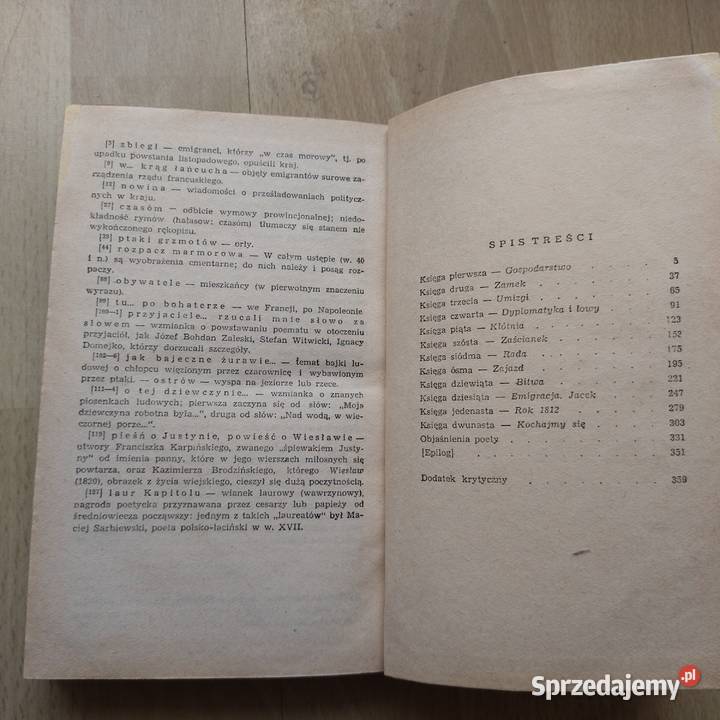 [5] zbiegi — emigranci, którzy „w czas morowy”, tj. po
upadku powstania listopadowego, opuścili kraj.
[9] w... krąg łańcucha — objęły emigrantów surowe za-
rządzenia rządu francuskiego.
[12] nowina — wiadomości o prześladowaniach politycz-
nych w kraju.
[27] czasóm — odbicie wymowy prowincjonalnej; niedo-
kładność rymów (hałasom: czasóm) tłumaczy się stanem nie
wykończonego rękopisu.
[39] ptaki grzmotów — orły.
[44] rozpacz marmorowa — W całym ustępie (w. 40
i n.) są wyobrażenia cmentarne; do nich należy i posąg roz-
paczy.
[88] obywatele — mieszkańcy (w pierwotnym znaczeniu
wyrazu).
[89] tu... po bohaterze — we Francji, po Napoleonie
[100—1] przyjaciele... rzucali mnie słowo za
słowem — wzmianka o powstawaniu poematu w otoczeniu
przyjaciół, jak Józef Bohdan Zaleski, Stefan Witwicki, Ignacy
Domejko, którzy dorzucali szczegóły.
[102—6] jak bajeczne żurawie... — temat bajki lu-
dowej o chłopcu więzionym przez czarownicę i wybawionym
przez ptaki. — ostrów — wyspa na jeziorze lub rzece.
[111—4] o tej dziewczynie... — wzmianka o znanych
piosenkach ludowych; pierwsza zaczyna się od słów: „Moja
dziewczyna robotna była...”, druga od słów: „Nad wodą, w wie-
czornej porze...”.
[119] pieśń o Justynie, powieść o Wiesławie —
utwory Franciszka Karpińskiego, zwanego „śpiewakiem Justy-
ny” od imienia panny, które w jego wierszach miłosnych się
powtarza, oraz Kazimierza Brodzińskiego, którego Wiesław
(1820), obrazek z życia wiejskiego, cieszył się dużą poczytnością.
[127] laur Kapitolu — wianek laurowy (wawrzynowy),
nagroda poetycka przyznawana przez cesarzy lub papieży od
średniowiecza począwszy: jednym z takich „laureatów” był Ma-
ciej Sarbiewski, poeta polsko-łaciński w w. XVII.
SPIS TREŚCI
Księga pierwsza — Gospodarstwo . . . 5
Księga druga — Zamek . . . . 37
Księga trzecia — Umizgi . . . . 65
Księga czwarta — Dyplomatyka i łowy . . 91
Księga piąta — Kłótnia . . . . 123
Księga szósta — Zaścianek . . . . 152
Księga siódma — Rada . . . . 175
Księga ósma — Zajazd . . . . 195
Księga dziewiąta — Bitwa . . . . 221
Księga dziesiąta — Emigracja. Jacek . . 247
Księga jedenasta — Rok 1812 . . . 279
Księga dwunasta — Kochajmy się . . . 303
Objaśnienia poety . . . . . 331
[Epilog] . . . . . . 351
Dodatek krytyczny . . . . . 359
Sprzedajemy.pl